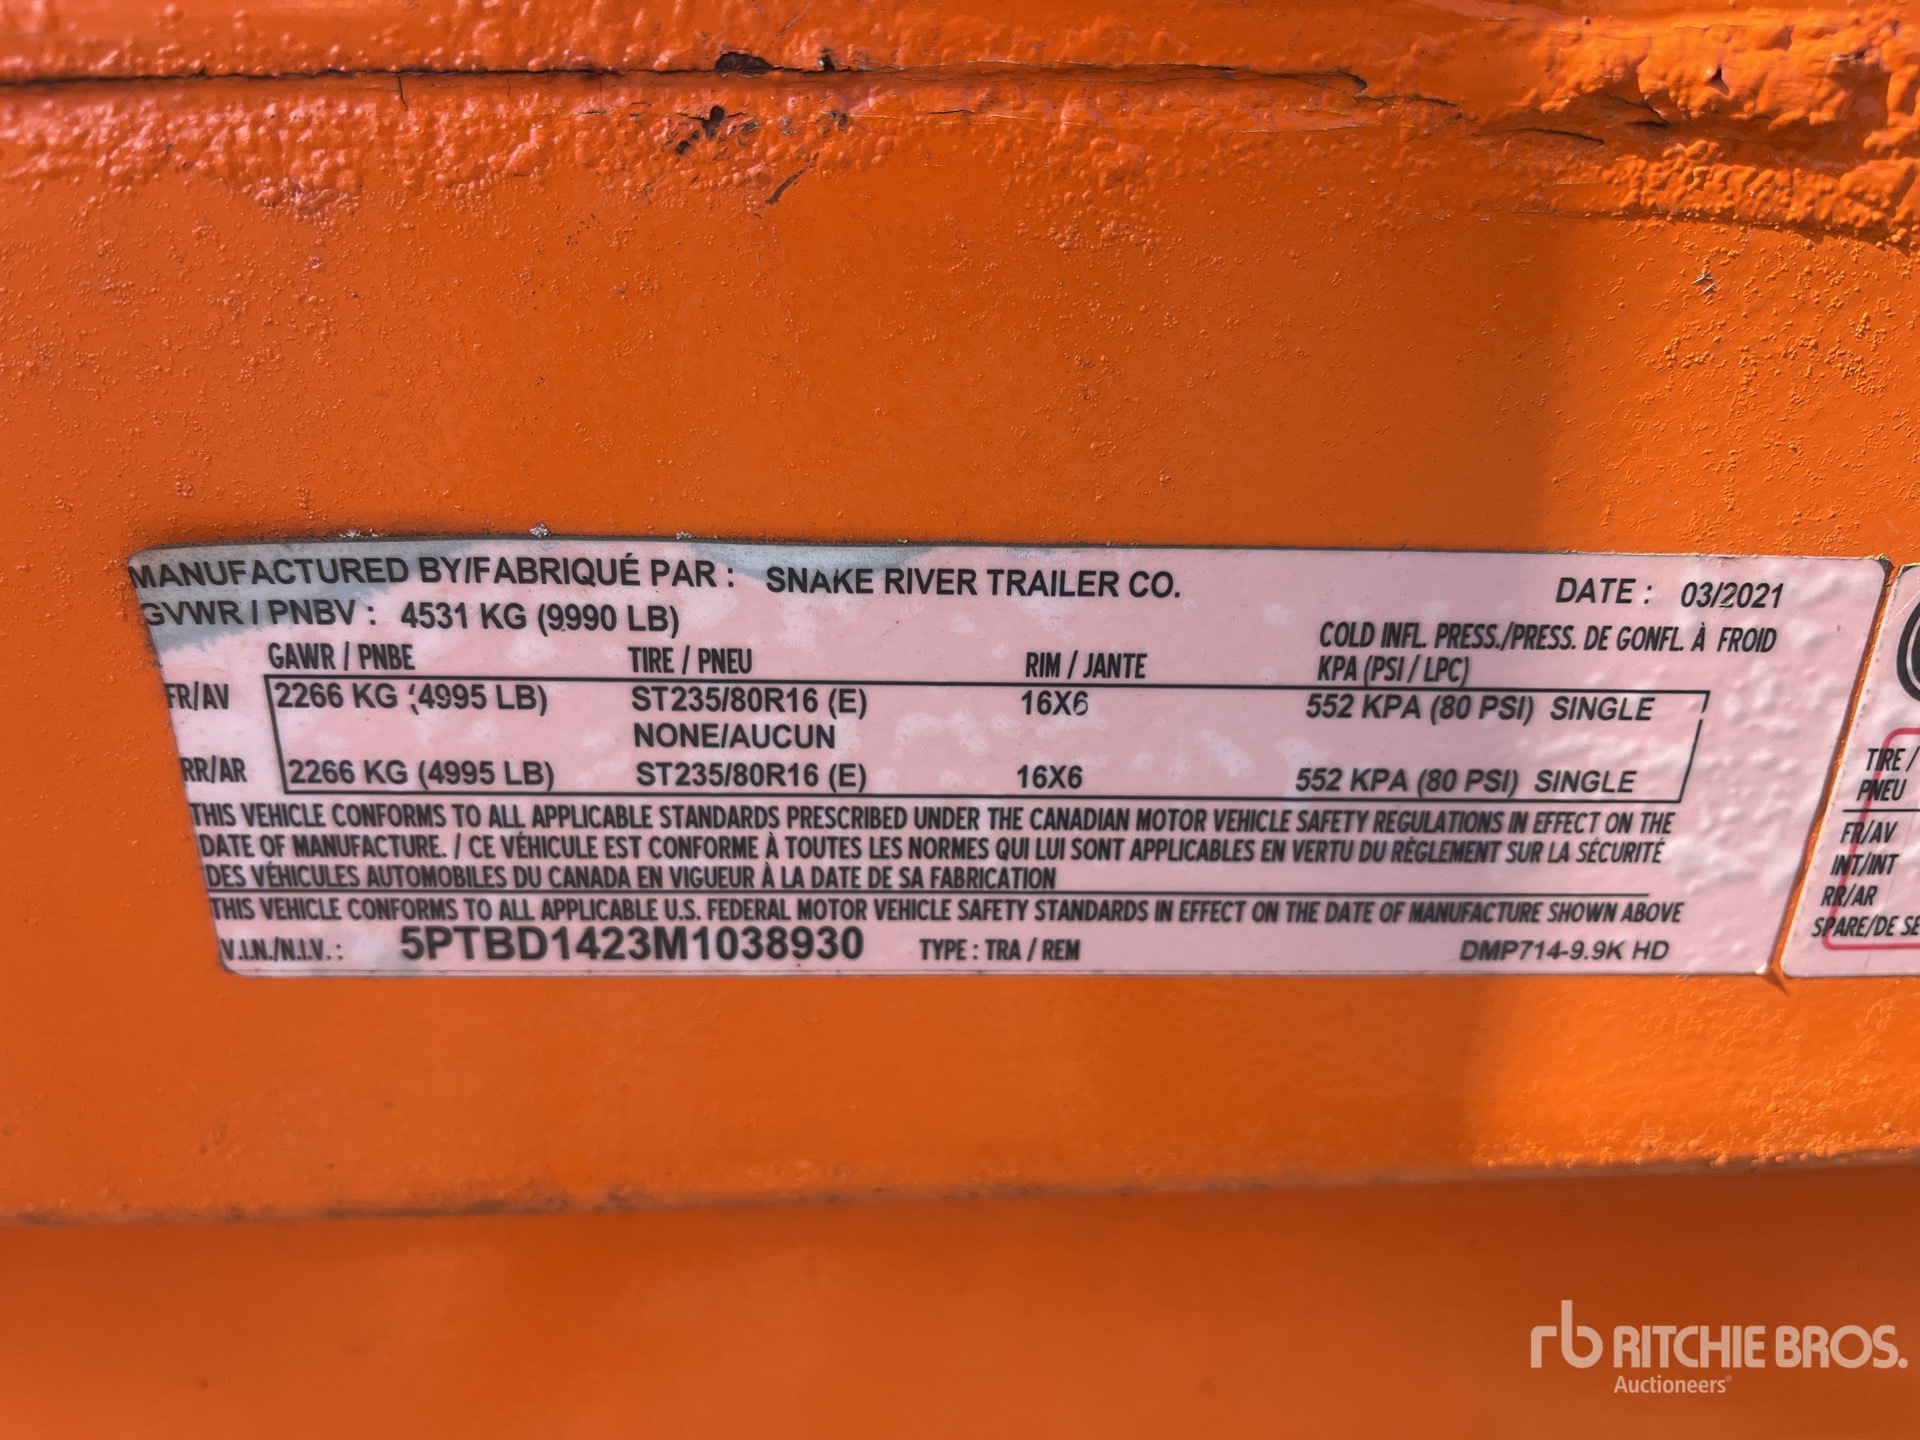 MANUFACTURED BY/FABRIQUÉ PAR : SNAKE RIVER TRAILER CO. DATE : 03/2021
GVWR / PNBV : 4531 KG (9990 LB)
GAWR / PNBE TIRE / PNEU RIM / JANTE COLD INFL. PRESS./PRESS. DE GONFL. À FROID
KPA (PSI / LPC)
FR/AV 2266 KG (4995 LB) ST235/80R16 (E) 16X6 552 KPA (80 PSI) SINGLE
NONE/AUCUN
RR/AR 2266 KG (4995 LB) ST235/80R16 (E) 16X6 552 KPA (80 PSI) SINGLE
THIS VEHICLE CONFORMS TO ALL APPLICABLE STANDARDS PRESCRIBED UNDER THE CANADIAN MOTOR VEHICLE SAFETY REGULATIONS IN EFFECT ON THE
DATE OF MANUFACTURE. / CE VÉHICULE EST CONFORME À TOUTES LES NORMES QUI LUI SONT APPLICABLES EN VERTU DU RÈGLEMENT SUR LA SÉCURITÉ
DES VÉHICULES AUTOMOBILES DU CANADA EN VIGUEUR À LA DATE DE SA FABRICATION
THIS VEHICLE CONFORMS TO ALL APPLICABLE U.S. FEDERAL MOTOR VEHICLE SAFETY STANDARDS IN EFFECT ON THE DATE OF MANUFACTURE SHOWN ABOVE
V.I.N./N.I.V. : 5PTBD1423M1038930 TYPE : TRA / REM DMP714-9.9K HD
TIRE /
PNEU
FR/AV
INT/INT
RR/AR
SPARE/DE SE
rb RITCHIE BROS.
Auctioneers